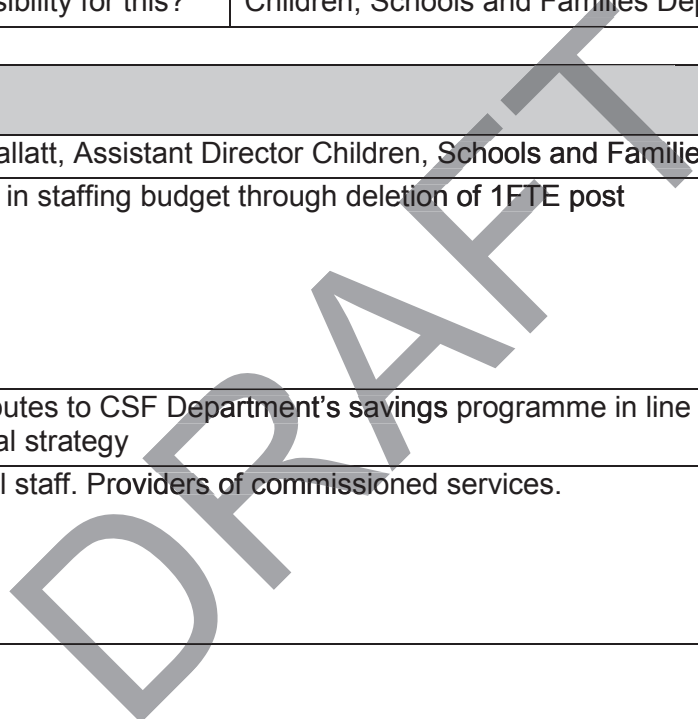 sibility for this? Children, Schools and Families Dep
allatt, Assistant Director Children, Schools and Familie
in staffing budget through deletion of 1FTE post
outes to CSF Department's savings programme in line
al strategy
l staff. Providers of commissioned services.
DRAFT